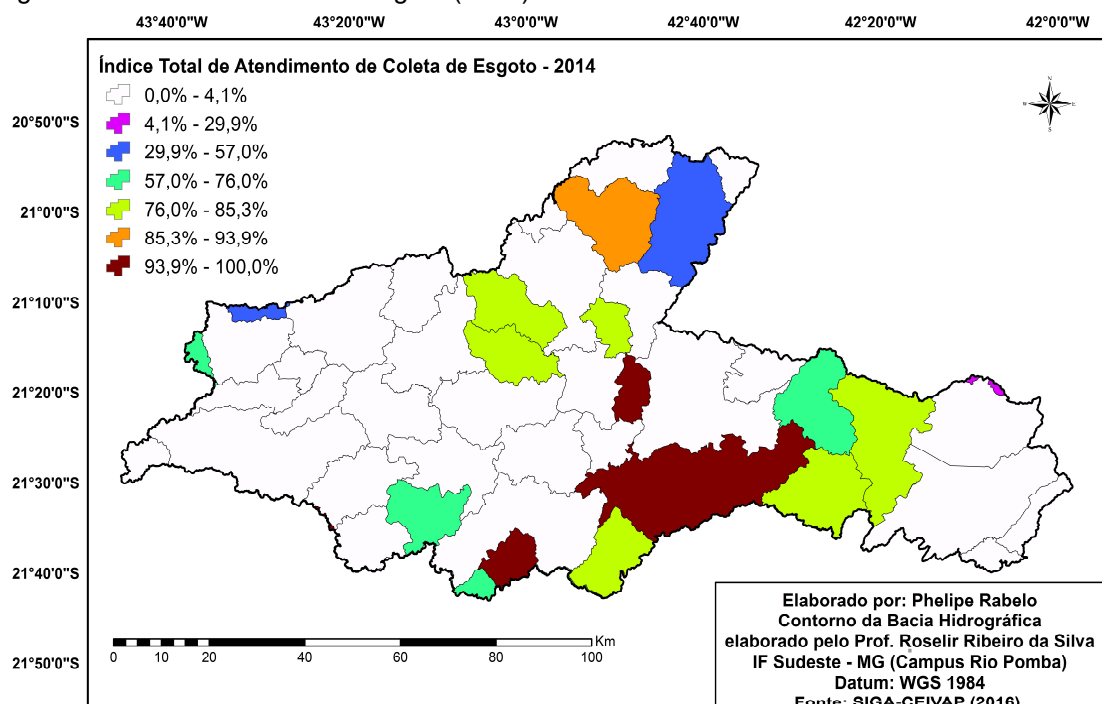 43°40'0"W 43°20'0"W 43°0'0"W 42°40'0"W 42°20'0"W 42°0'0"W
Índice Total de Atendimento de Coleta de Esgoto - 2014
0,0% - 4,1%
4,1% - 29,9%
29,9% - 57,0%
57,0% - 76,0%
76,0% - 85,3%
85,3% - 93,9%
93,9% - 100,0%
N
W E
S
20°50'0"S
21°0'0"S
21°10'0"S
21°20'0"S
21°30'0"S
21°40'0"S
21°50'0"S
Km
0 10 20 40 60 80 100
Elaborado por: Phelipe Rabelo
Contorno da Bacia Hidrográfica
elaborado pelo Prof. Roselir Ribeiro da Silva
IF Sudeste - MG (Campus Rio Pomba)
Datum: WGS 1984
Fonte: SIGA-CEIVAP (2016)